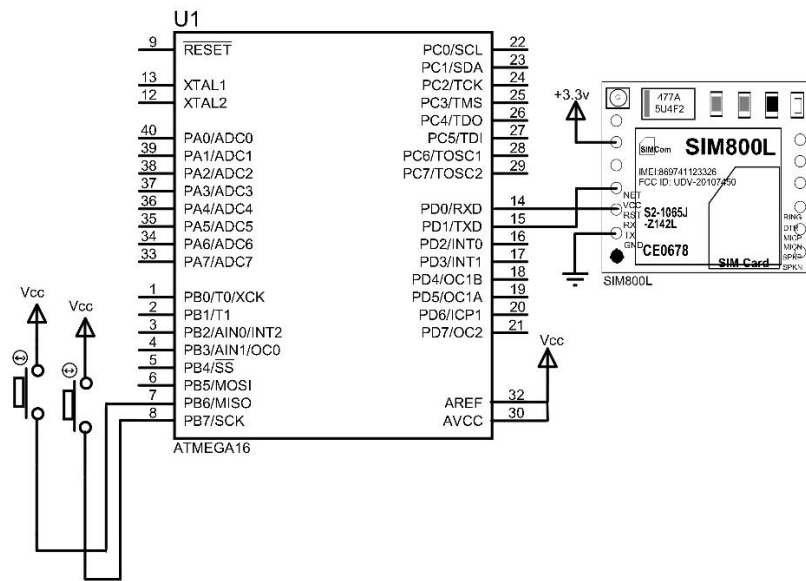 U1
9 RESET
13 XTAL1
12 XTAL2
40 PA0/ADC0
39 PA1/ADC1
38 PA2/ADC2
37 PA3/ADC3
36 PA4/ADC4
35 PA5/ADC5
34 PA6/ADC6
33 PA7/ADC7
1 PB0/T0/XCK
2 PB1/T1
3 PB2/AIN0/INT2
4 PB3/AIN1/OC0
5 PB4/SS
6 PB5/MOSI
7 PB6/MISO
8 PB7/SCK
PC0/SCL 22
PC1/SDA 23
PC2/TCK 24
PC3/TMS 25
PC4/TDO 26
PC5/TDI 27
PC6/TOSC1 28
PC7/TOSC2 29
PD0/RXD 14
PD1/TXD 15
PD2/INT0 16
PD3/INT1 17
PD4/OC1B 18
PD5/OC1A 19
PD6/ICP1 20
PD7/OC2 21
AREF 32
AVCC 30
ATMEGA16
Vcc
Vcc
Vcc
+3.3v
477A
5U4F2
SIMCom
SIM800L
IMEI:869741123326
FCC ID: UDV-20107450
NET
VCC
RST
RX
TX
GND
S2-1065J
-Z142L
CE0678
SIM Card
RING
DTR
MICP
MICN
SPKP
SPKN
SIM800L